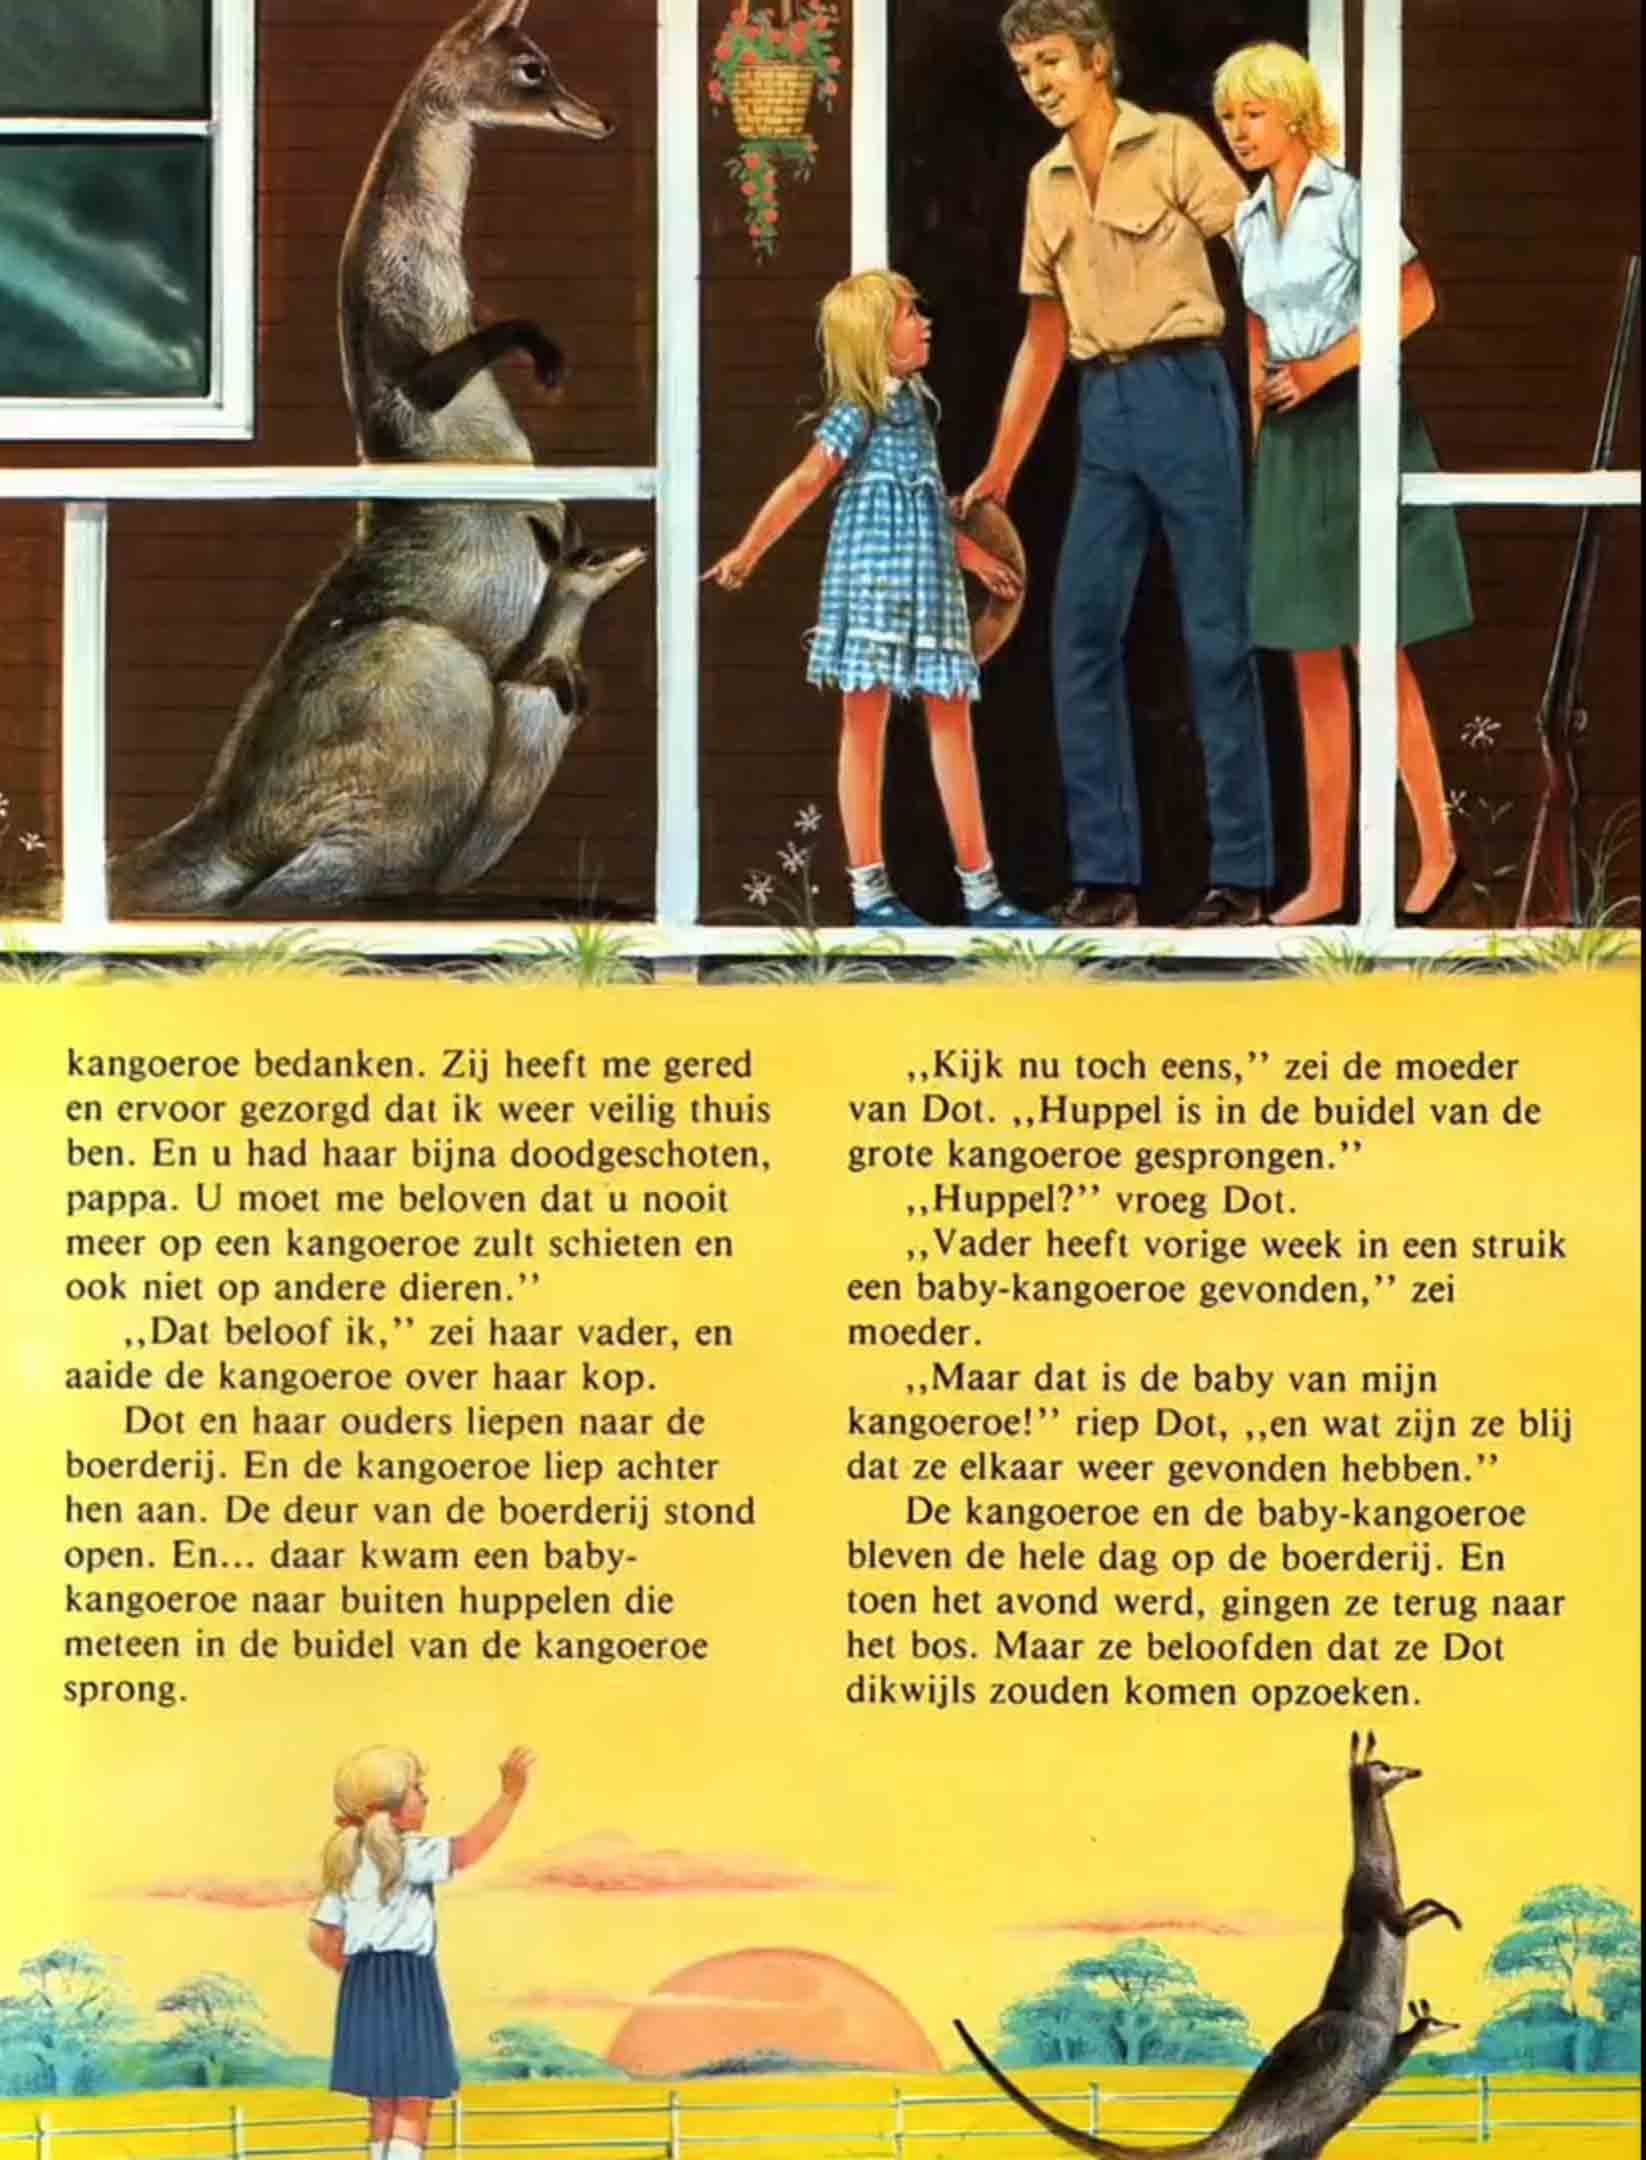 kangoeroe bedanken. Zij heeft me gered
en ervoor gezorgd dat ik weer veilig thuis
ben. En u had haar bijna doodgeschoten,
pappa. U moet me beloven dat u nooit
meer op een kangoeroe zult schieten en
ook niet op andere dieren.”
,,Dat beloof ik,” zei haar vader, en
aaide de kangoeroe over haar kop.
Dot en haar ouders liepen naar de
boerderij. En de kangoeroe liep achter
hen aan. De deur van de boerderij stond
open. En... daar kwam een baby-
kangoeroe naar buiten huppelen die
meteen in de buidel van de kangoeroe
sprong.
,,Kijk nu toch eens,” zei de moeder
van Dot. ,,Huppel is in de buidel van de
grote kangoeroe gesprongen.”
,,Huppel?” vroeg Dot.
,,Vader heeft vorige week in een struik
een baby-kangoeroe gevonden,” zei
moeder.
,,Maar dat is de baby van mijn
kangoeroe!” riep Dot, ,,en wat zijn ze blij
dat ze elkaar weer gevonden hebben.”
De kangoeroe en de baby-kangoeroe
bleven de hele dag op de boerderij. En
toen het avond werd, gingen ze terug naar
het bos. Maar ze beloofden dat ze Dot
dikwijls zouden komen opzoeken.